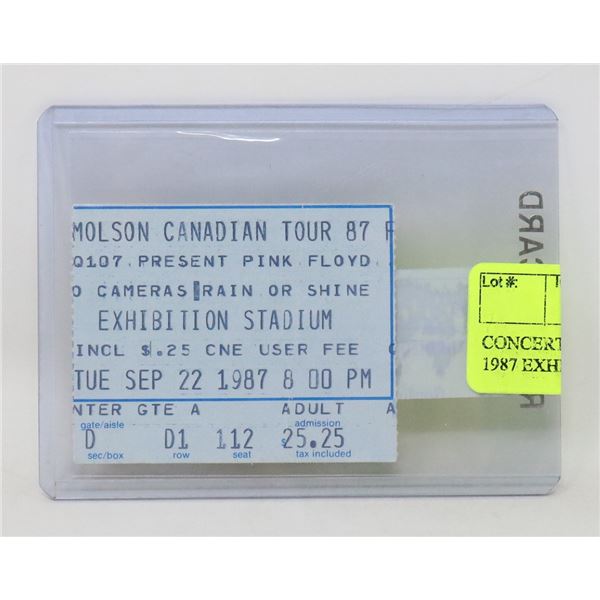 MOLSON CANADIAN TOUR 87 F
Q107 PRESENT PINK FLOYD
O CAMERAS RAIN OR SHINE
EXHIBITION STADIUM
INCL $.25 CNE USER FEE
TUE SEP 22 1987 8 00 PM
NTER GTE A ADULT A
gate/aisle admission
D D1 112 $25.25
sec/box row seat tax included
Lot #:
CONCERT
1987 EXHI